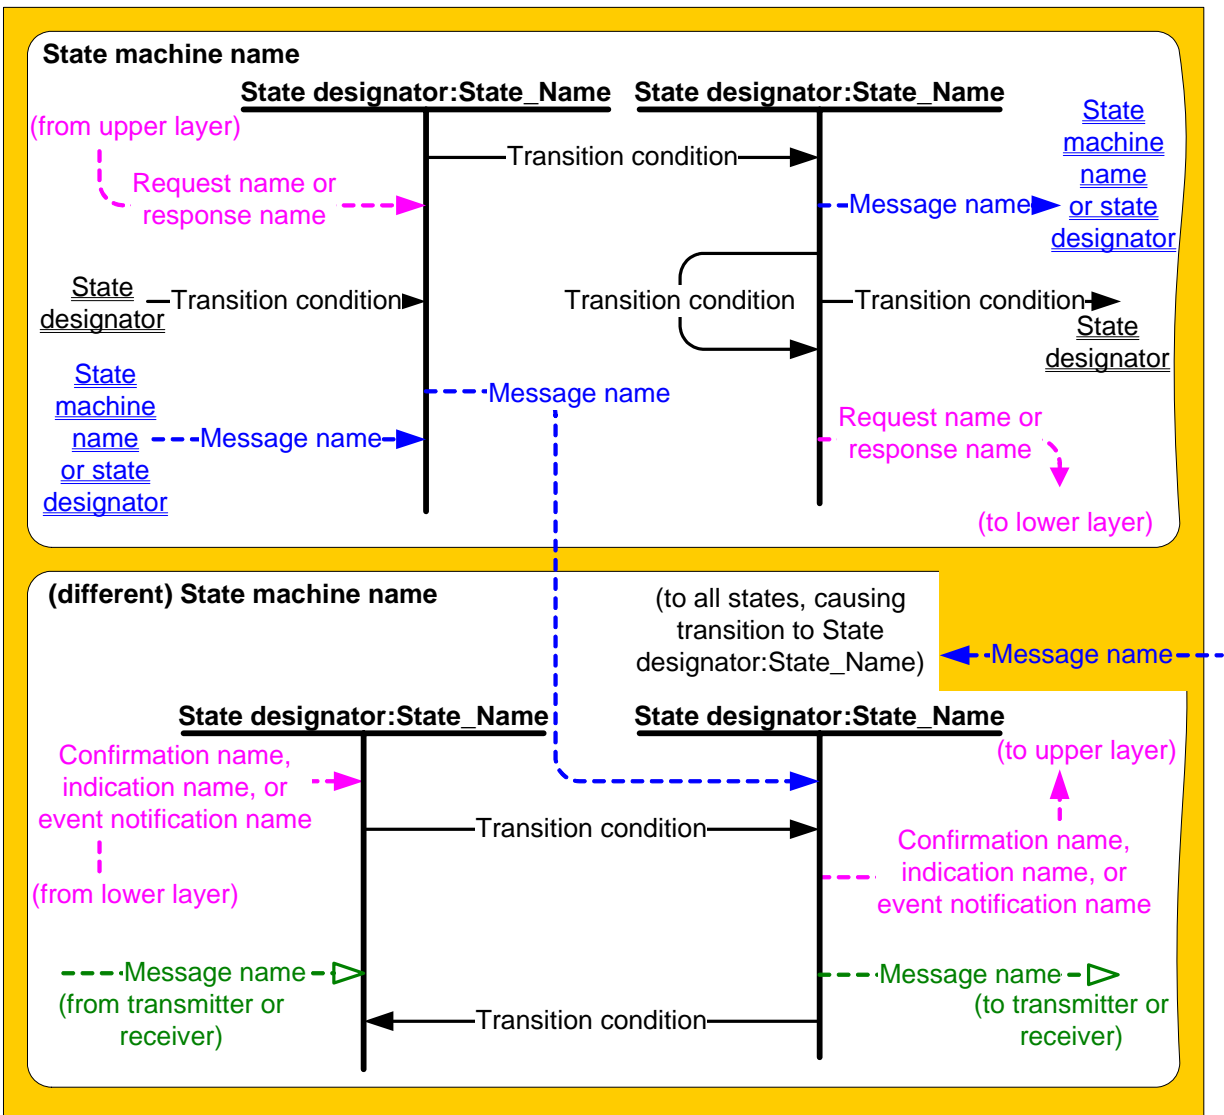 State machine name
State designator:State_Name
State designator:State_Name
(from upper layer)
Request name or
response name
Transition condition
State
machine
name
or state
designator
Message name
State
designator
Transition condition
Transition condition
Transition condition
State
designator
State
machine
name
or state
designator
Message name
Message name
Request name or
response name
(to lower layer)
(different) State machine name
(to all states, causing
transition to State
designator:State_Name)
Message name
State designator:State_Name
State designator:State_Name
Confirmation name,
indication name, or
event notification name
(from lower layer)
Transition condition
(to upper layer)
Confirmation name,
indication name, or
event notification name
Message name
(from transmitter or
receiver)
Transition condition
Message name
(to transmitter or
receiver)